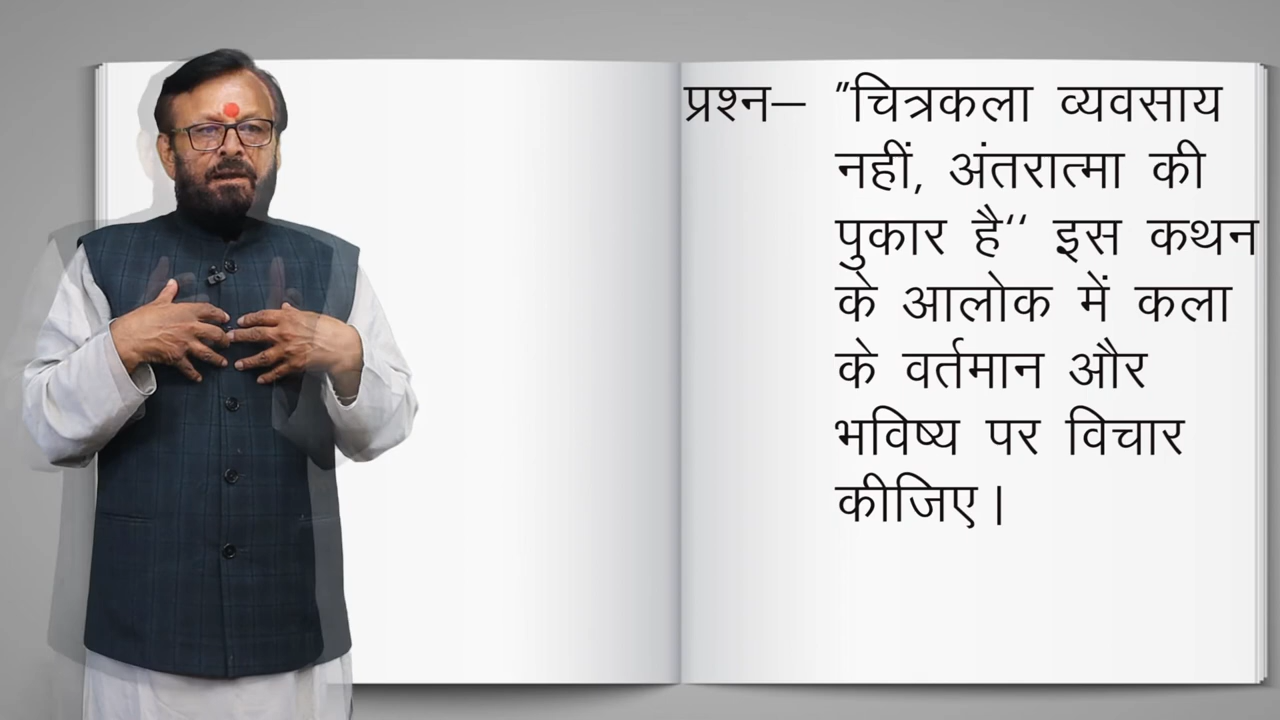 प्रश्न– "चित्रकला व्यवसाय
नहीं, अंतरात्मा की
पुकार है‘‘ इस कथन
के आलोक में कला
के वर्तमान और
भविष्य पर विचार
कीजिए।